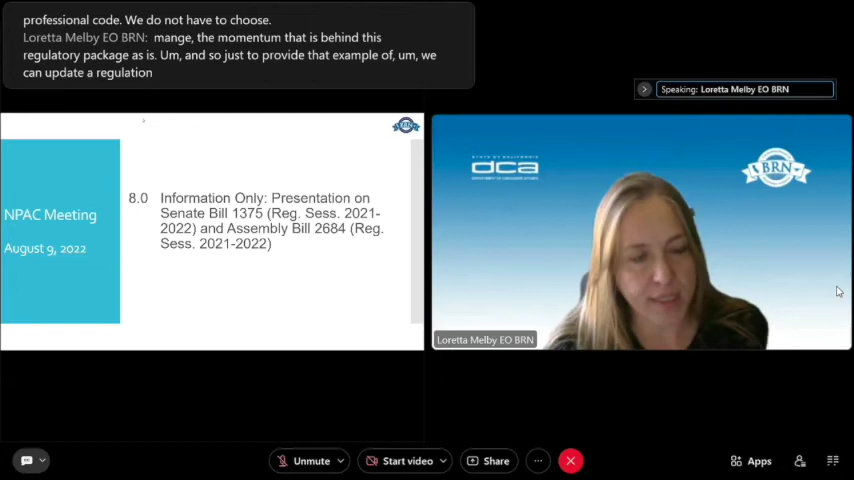 professional code. We do not have to choose.
Loretta Melby EO BRN: mange, the momentum that is behind this
regulatory package as is. Um, and so just to provide that example of, um, we
can update a regulation
Speaking: Loretta Melby EO BRN
NPAC Meeting
August 9, 2022
8.0 Information Only: Presentation on
Senate Bill 1375 (Reg. Sess. 2021-
2022) and Assembly Bill 2684 (Reg.
Sess. 2021-2022)
dca
BRN
Loretta Melby EO BRN
Unmute
Start video
Share
Apps